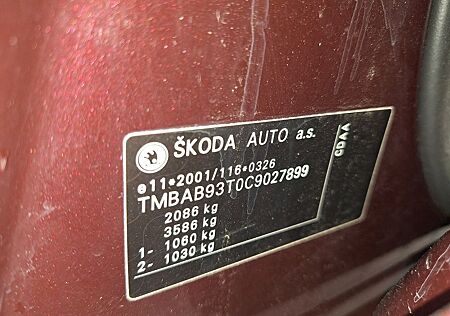 ŠKODA AUTO a.s.
e11*2001/116*0326
TMBAB93T0C9027899
2086 kg
3586 kg
1- 1060 kg
2- 1030 kg
CDAA